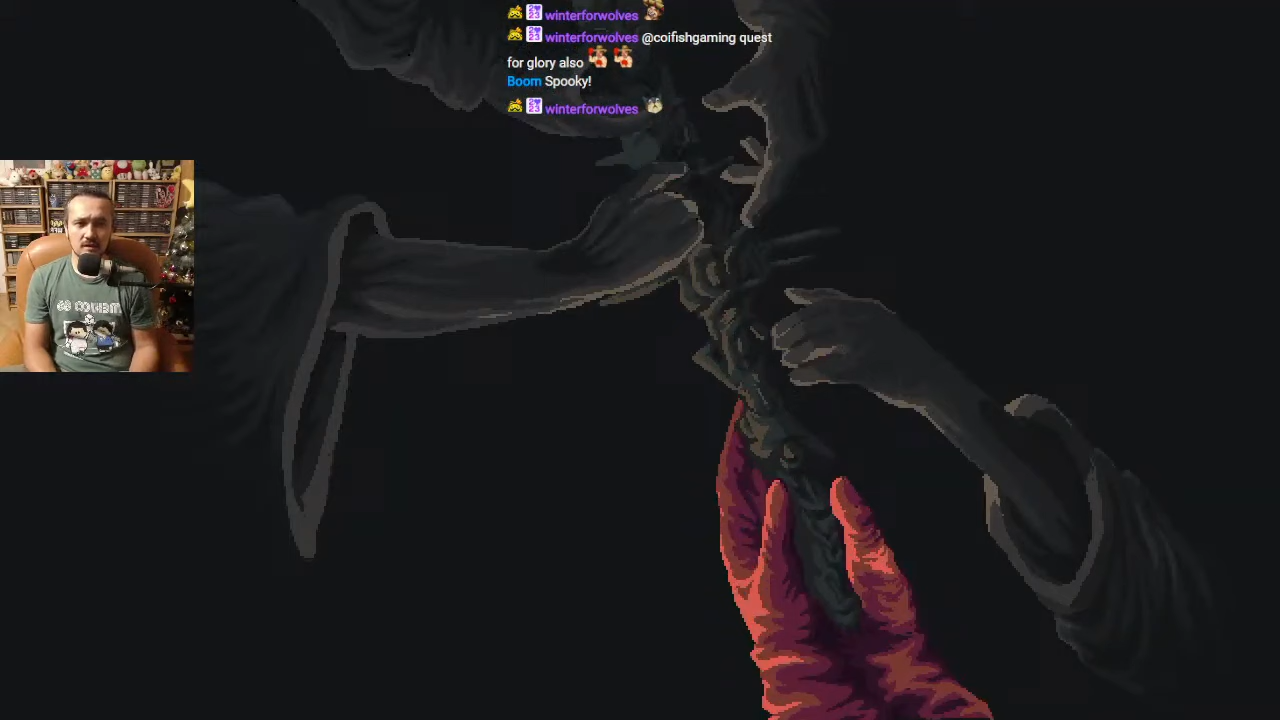 winterforwolves
winterforwolves @coifishgaming quest
for glory also
Boom Spooky!
winterforwolves